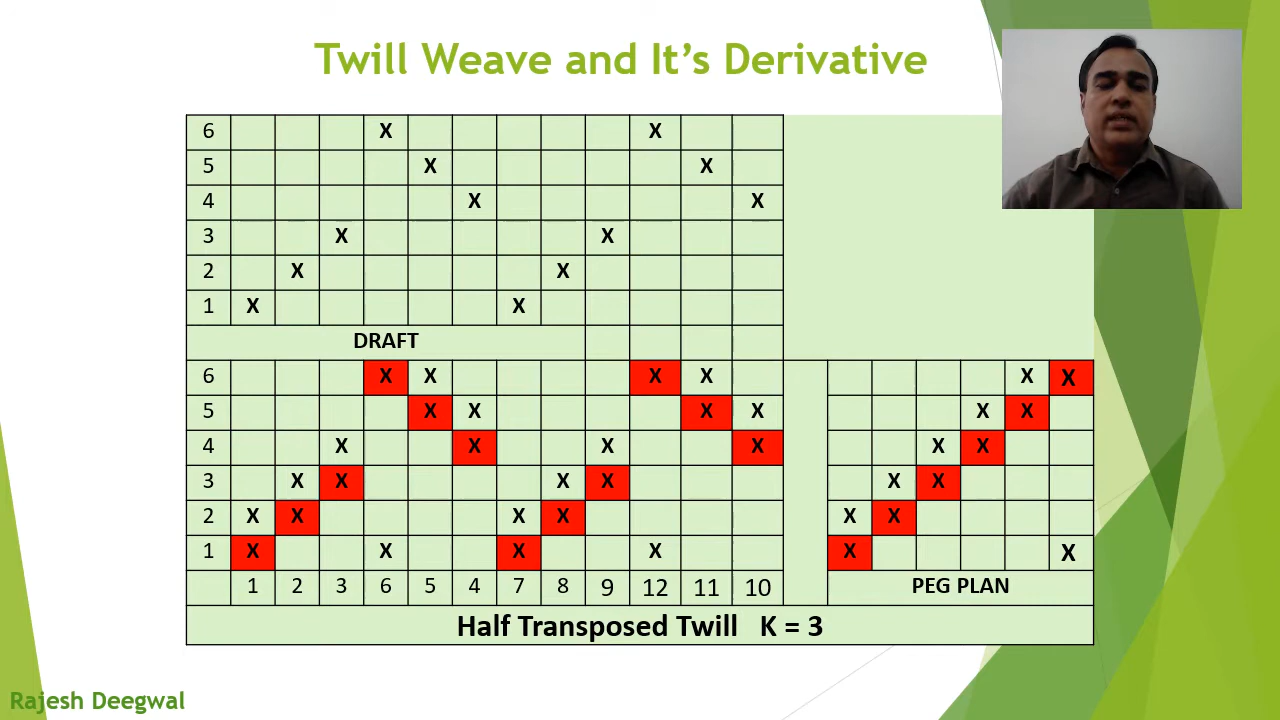 Twill Weave and It's Derivative
6 X X
5 X X
4 X X
3 X X
2 X X
1 X X
DRAFT
6 X X X X X X
5 X X X X X
4 X X X X X
3 X X X X X X
2 X X X X X X
1 X X X X X X
1 2 3 6 5 4 7 8 9 12 11 10 PEG PLAN
Half Transposed Twill K = 3
Rajesh Deegwal